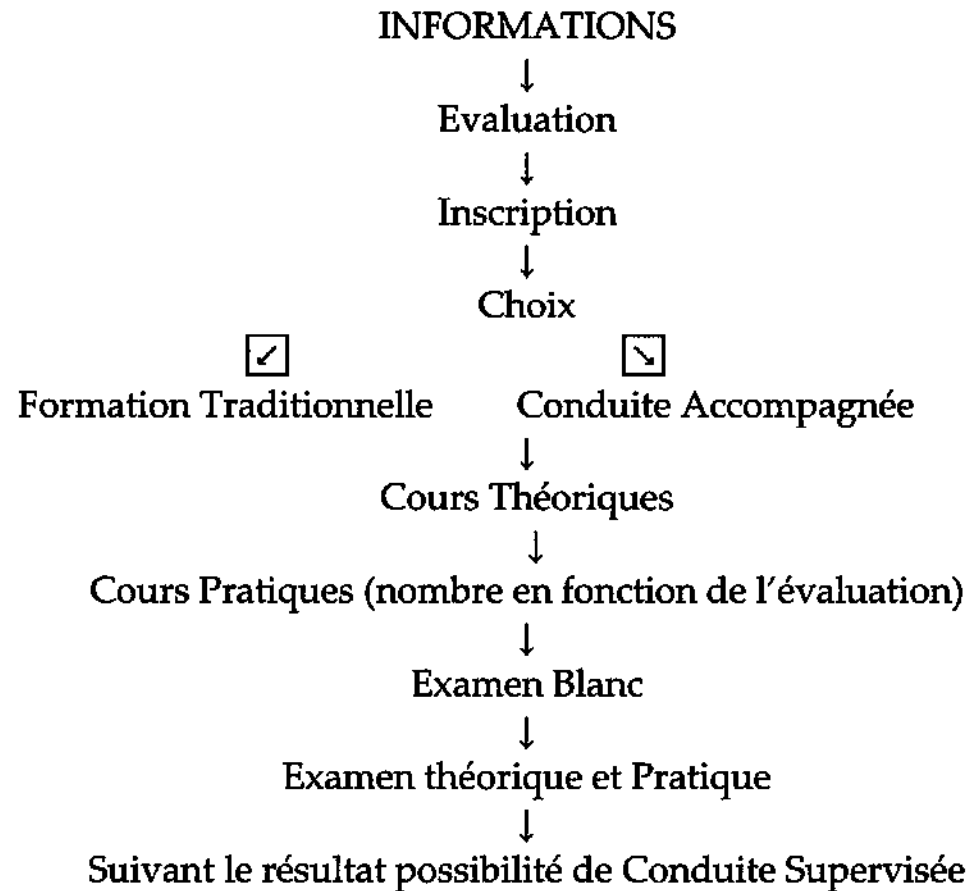 INFORMATIONS
↓
Evaluation
↓
Inscription
↓
Choix
↙ ↘
Formation Traditionnelle Conduite Accompagnée
↓
Cours Théoriques
↓
Cours Pratiques (nombre en fonction de l'évaluation)
↓
Examen Blanc
↓
Examen théorique et Pratique
↓
Suivant le résultat possibilité de Conduite Supervisée